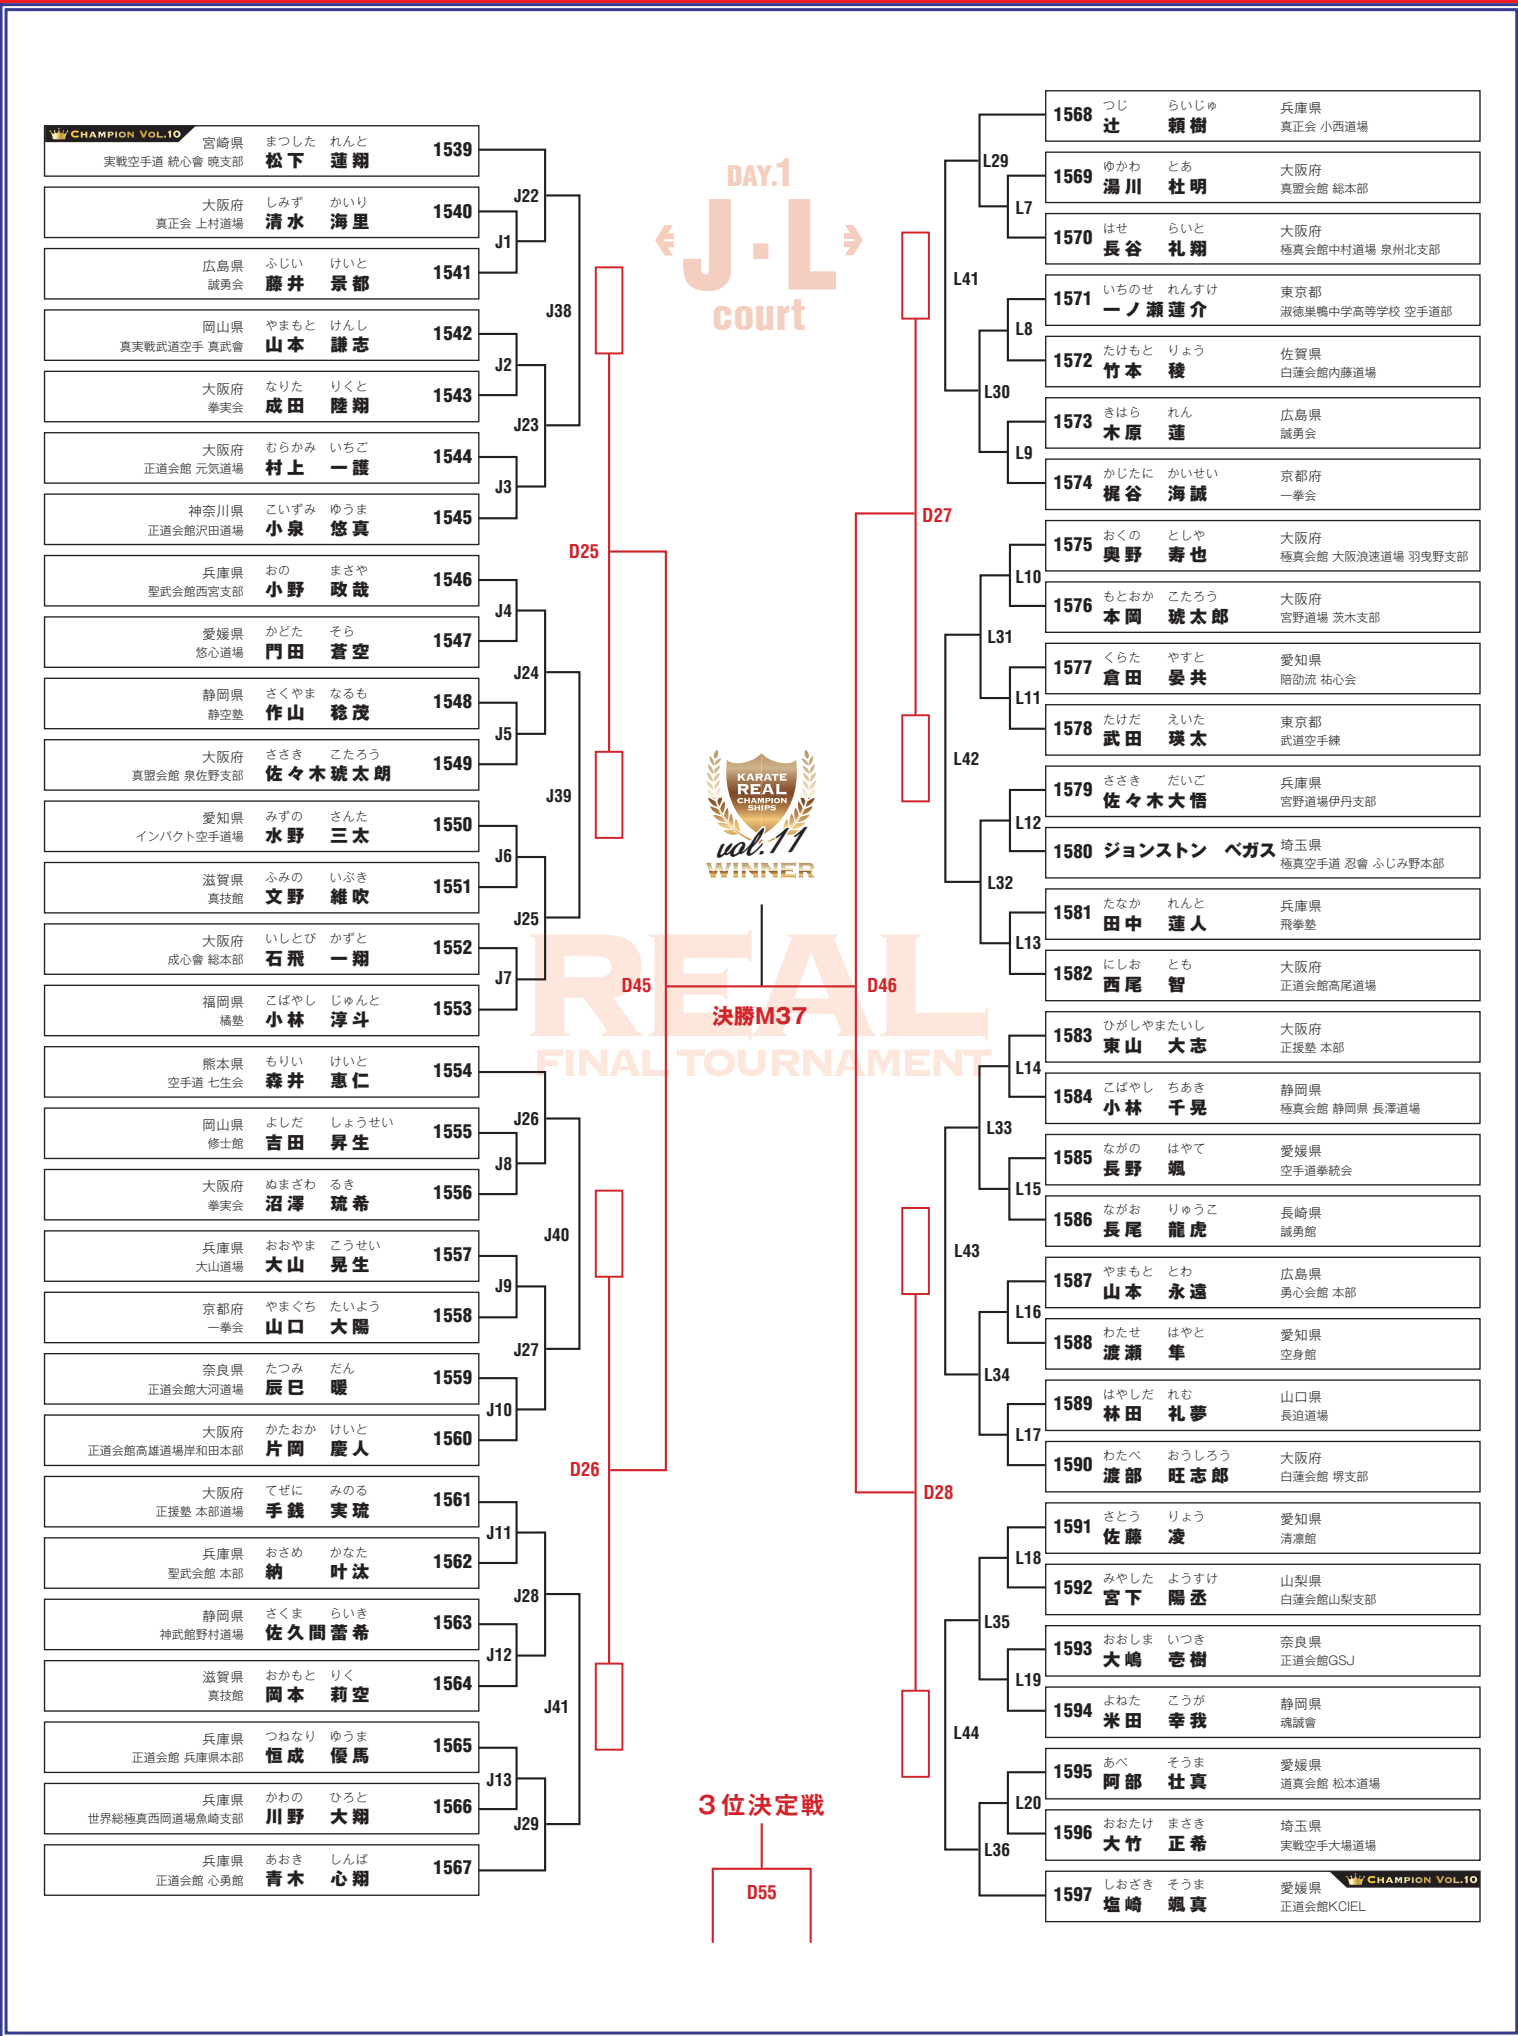 DAY.1
J・L
court
CHAMPION VOL.10
宮崎県 まつした れんと
実戦空手道 統心會 暁支部 松下 蓮翔 1539
大阪府 しみず かいり
真正会 上村道場 清水 海里 1540
広島県 ふじい けいと
誠勇会 藤井 景都 1541
岡山県 やまもと けんし
真実戦武道空手 真武會 山本 謙志 1542
大阪府 なりた りくと
拳実会 成田 陸翔 1543
大阪府 むらかみ いちご
正道会館 元気道場 村上 一護 1544
神奈川県 こいずみ ゆうま
正道会館沢田道場 小泉 悠真 1545
兵庫県 おの まさや
聖武会館西宮支部 小野 政哉 1546
愛媛県 かどた そら
悠心道場 門田 蒼空 1547
静岡県 さくやま なるも
静空塾 作山 稔茂 1548
大阪府 ささき こたろう
真盟会館 泉佐野支部 佐々木琥太朗 1549
愛知県 みずの さんた
インパクト空手道場 水野 三太 1550
滋賀県 ふみの いぶき
真技館 文野 維吹 1551
大阪府 いしとび かずと
成心會 総本部 石飛 一翔 1552
福岡県 こばやし じゅんと
橘塾 小林 淳斗 1553
熊本県 もりい けいと
空手道 七生会 森井 恵仁 1554
岡山県 よしだ しょうせい
修士館 吉田 昇生 1555
大阪府 ぬまざわ るき
拳実会 沼澤 琉希 1556
兵庫県 おおやま こうせい
大山道場 大山 晃生 1557
京都府 やまぐち たいよう
一拳会 山口 大陽 1558
奈良県 たつみ だん
正道会館大河道場 辰巳 暖 1559
大阪府 かたおか けいと
正道会館高雄道場岸和田本部 片岡 慶人 1560
大阪府 てぜに みのる
正援塾 本部道場 手銭 実琉 1561
兵庫県 おさめ かなた
聖武会館 本部 納 叶汰 1562
静岡県 さくま らいき
神武館野村道場 佐久間蕾希 1563
滋賀県 おかもと りく
真技館 岡本 莉空 1564
兵庫県 つねなり ゆうま
正道会館 兵庫県本部 恒成 優馬 1565
兵庫県 かわの ひろと
世界総極真西岡道場魚崎支部 川野 大翔 1566
兵庫県 あおき しんば
正道会館 心勇館 青木 心翔 1567
J22
J1
J38
J2
J23
J3
J4
J24
J5
J39
J6
J25
J7
J26
J8
J40
J9
J27
J10
J11
J28
J12
J41
J13
J29
D25
D45
D26
KARATE
REAL
CHAMPION
SHIPS
vol.11
WINNER
REAL
FINAL TOURNAMENT
決勝M37
3位決定戦
D55
D27
D46
D28
L29
L7
L41
L8
L30
L9
L10
L31
L11
L42
L12
L32
L13
L14
L33
L15
L43
L16
L34
L17
L18
L35
L19
L44
L20
L36
つじ らいじゅ 兵庫県
1568 辻 頼樹 真正会 小西道場
ゆかわ とあ 大阪府
1569 湯川 杜明 真盟会館 総本部
はせ らいと 大阪府
1570 長谷 礼翔 極真会館中村道場 泉州北支部
いちのせ れんすけ 東京都
1571 一ノ瀬蓮介 淑徳巣鴨中学高等学校 空手道部
たけもと りょう 佐賀県
1572 竹本 稜 白蓮会館内藤道場
きはら れん 広島県
1573 木原 蓮 誠勇会
かじたに かいせい 京都府
1574 梶谷 海誠 一拳会
おくの としや 大阪府
1575 奥野 寿也 極真会館 大阪浪速道場 羽曳野支部
もとおか こたろう 大阪府
1576 本岡 琥太郎 宮野道場 茨木支部
くらた やすと 愛知県
1577 倉田 晏共 陪劭流 祐心会
たけだ えいた 東京都
1578 武田 瑛太 武道空手練
ささき だいご 兵庫県
1579 佐々木大悟 宮野道場伊丹支部
埼玉県
1580 ジョンストン ベガス 極真空手道 忍會 ふじみ野本部
たなか れんと 兵庫県
1581 田中 蓮人 飛拳塾
にしお とも 大阪府
1582 西尾 智 正道会館高尾道場
ひがしやまたいし 大阪府
1583 東山 大志 正援塾 本部
こばやし ちあき 静岡県
1584 小林 千晃 極真会館 静岡県 長澤道場
ながの はやて 愛媛県
1585 長野 颯 空手道拳統会
ながお りゅうこ 長崎県
1586 長尾 龍虎 誠勇館
やまもと とわ 広島県
1587 山本 永遠 勇心会館 本部
わたせ はやと 愛知県
1588 渡瀬 隼 空身館
はやしだ れむ 山口県
1589 林田 礼夢 長迫道場
わたべ おうしろう 大阪府
1590 渡部 旺志郎 白蓮会館 堺支部
さとう りょう 愛知県
1591 佐藤 凌 清凛館
みやした ようすけ 山梨県
1592 宮下 陽丞 白蓮会館山梨支部
おおしま いつき 奈良県
1593 大嶋 壱樹 正道会館GSJ
よねた こうが 静岡県
1594 米田 幸我 魂誠會
あべ そうま 愛媛県
1595 阿部 壮真 道真会館 松本道場
おおたけ まさき 埼玉県
1596 大竹 正希 実戦空手大場道場
CHAMPION VOL.10
しおざき そうま 愛媛県
1597 塩崎 颯真 正道会館KCIEL